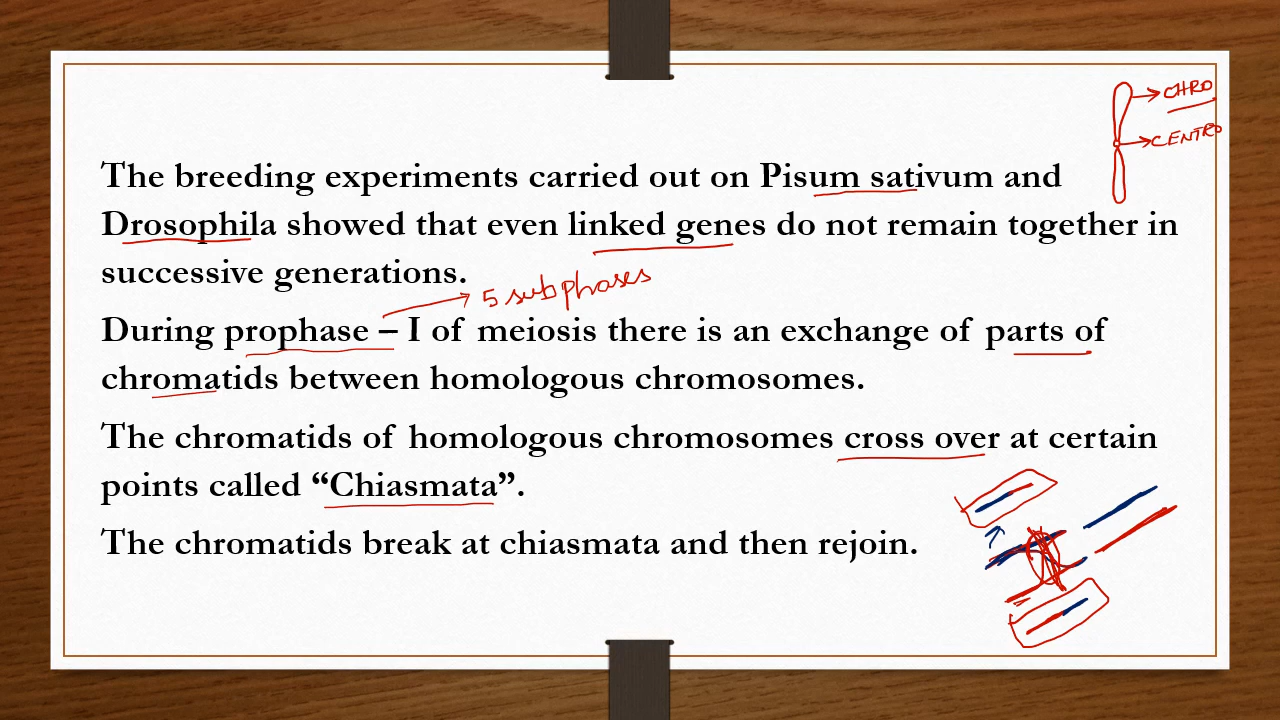 CHRO
CENTRO
The breeding experiments carried out on Pisum sativum and
Drosophila showed that even linked genes do not remain together in
successive generations.
5 subphases
During prophase – I of meiosis there is an exchange of parts of
chromatids between homologous chromosomes.
The chromatids of homologous chromosomes cross over at certain
points called “Chiasmata”.
The chromatids break at chiasmata and then rejoin.